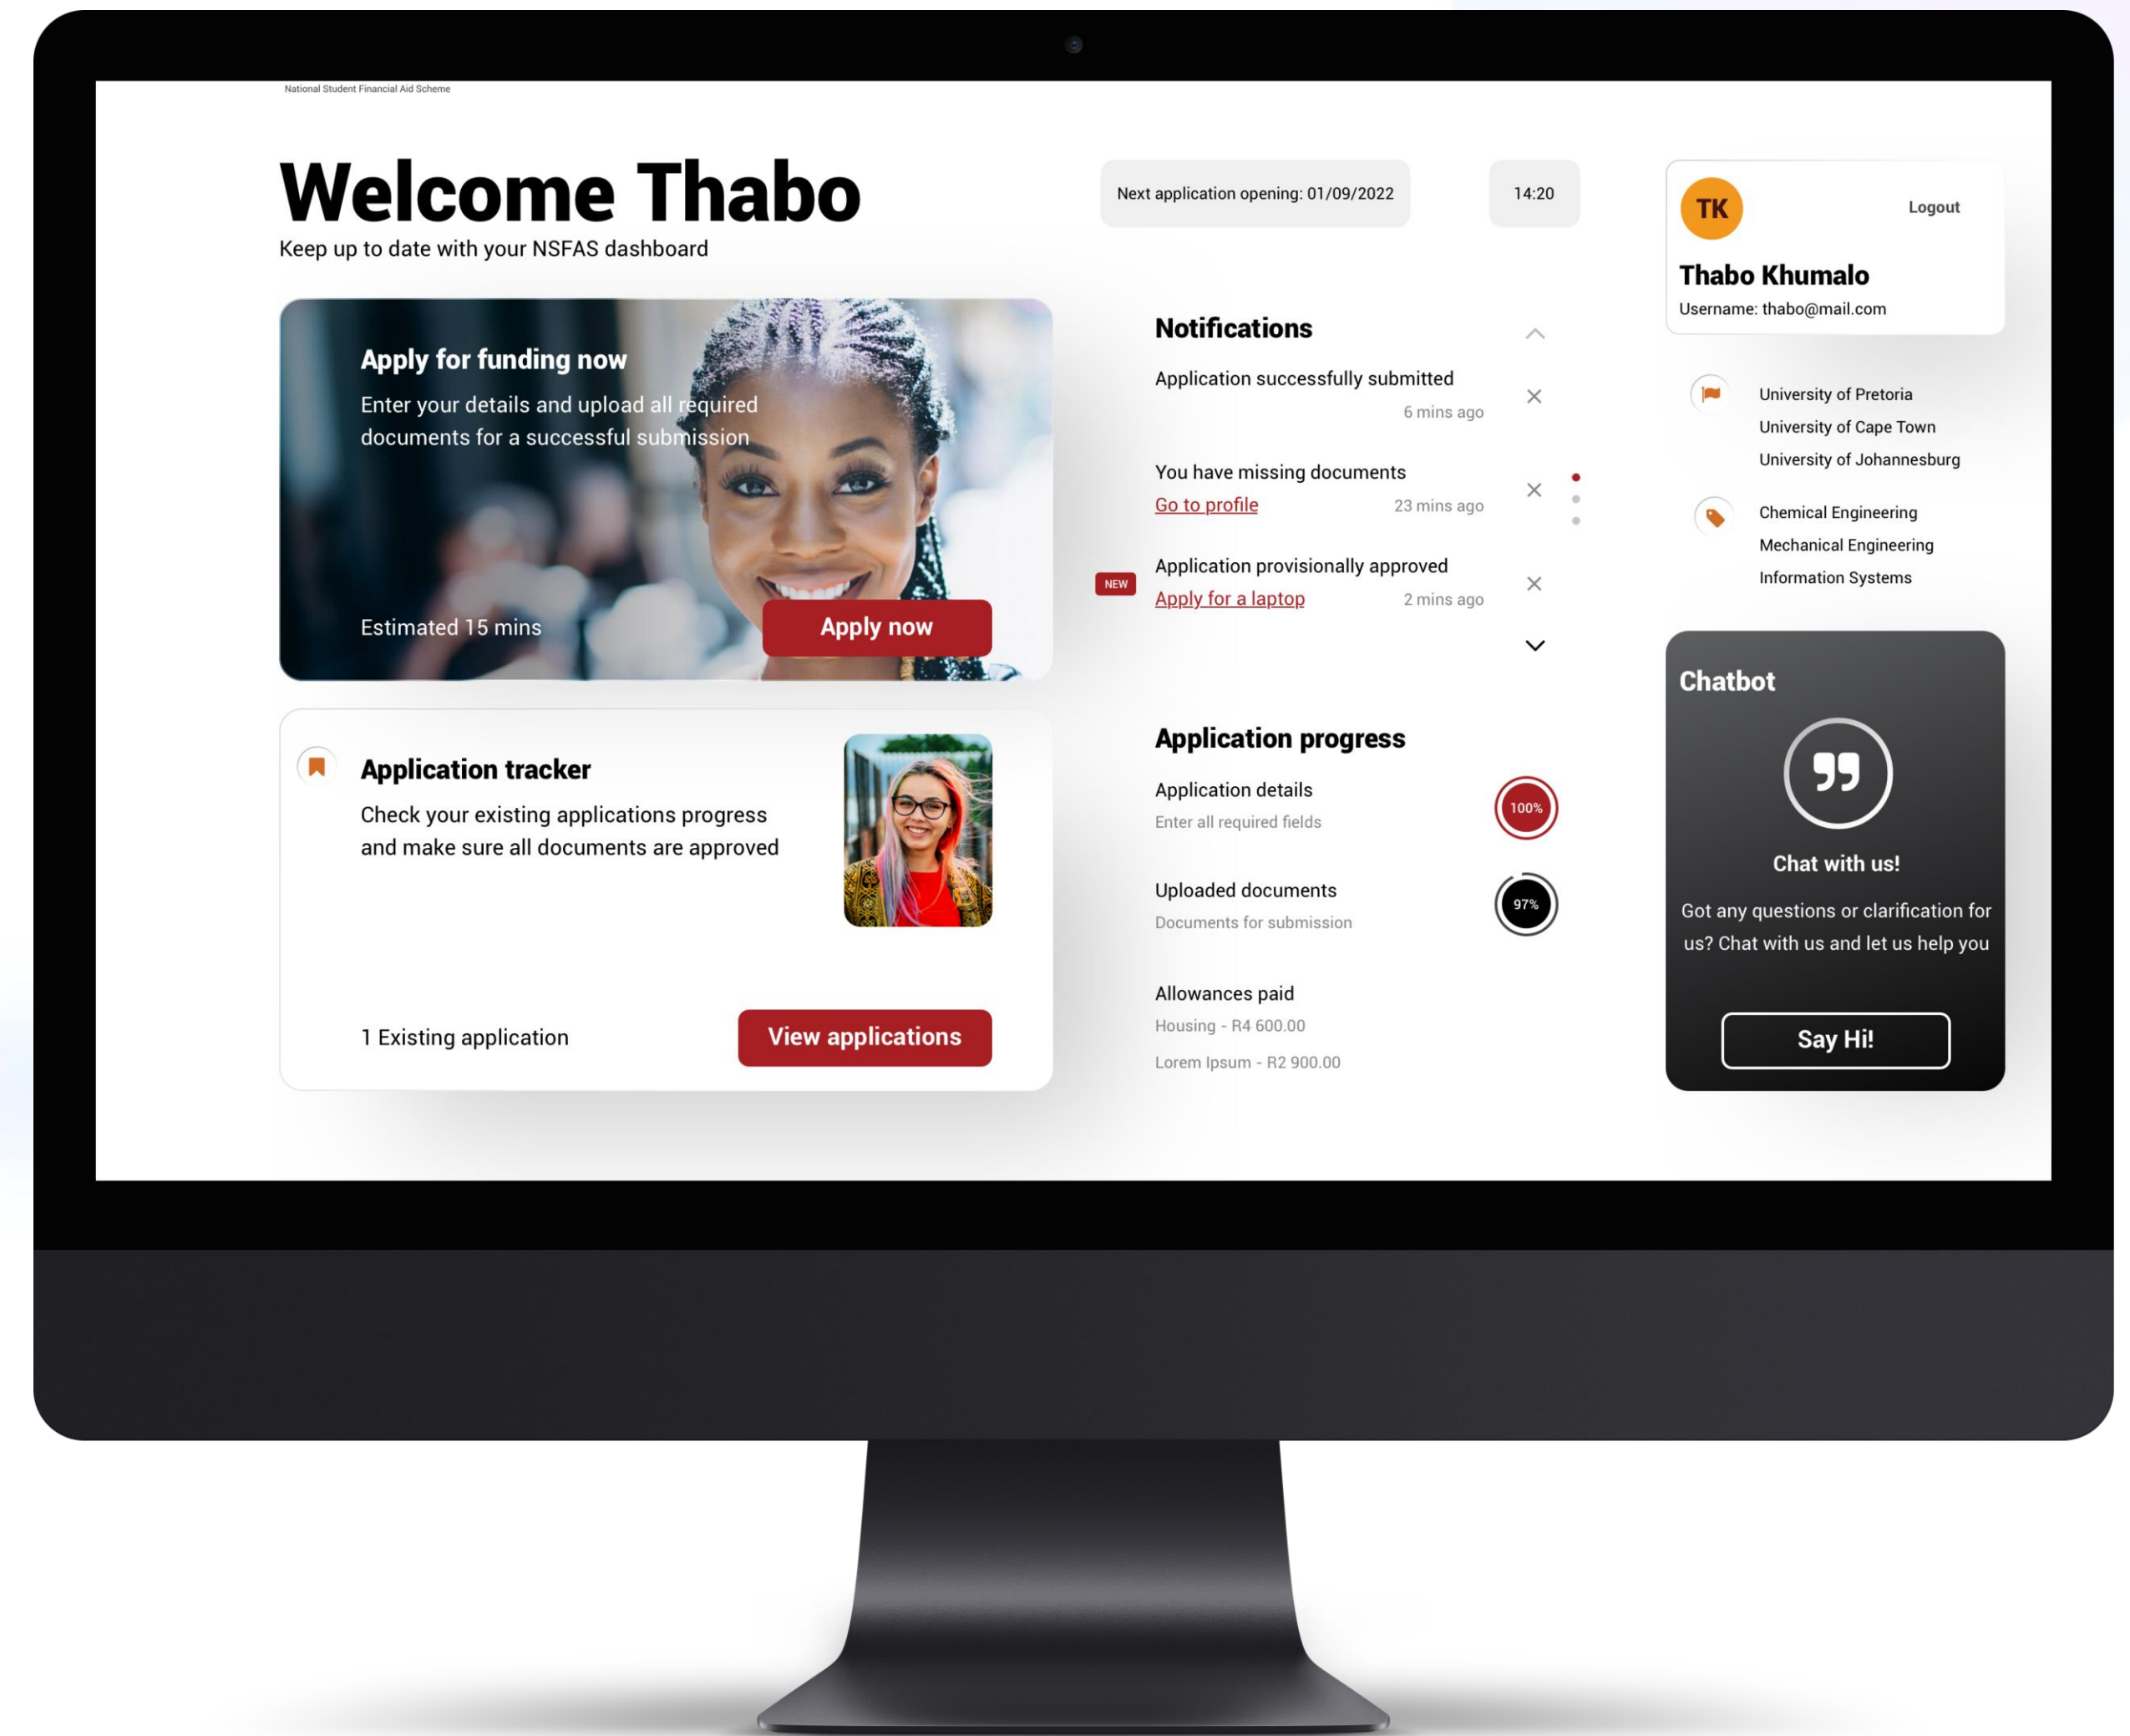 National Student Financial Aid Scheme
Welcome Thabo
Keep up to date with your NSFAS dashboard
Next application opening: 01/09/2022
14:20
TK
Logout
Thabo Khumalo
Username: thabo@mail.com
Apply for funding now
Enter your details and upload all required
documents for a successful submission
Estimated 15 mins
Apply now
Notifications
Application successfully submitted
6 mins ago
You have missing documents
Go to profile
23 mins ago
NEW
Application provisionally approved
Apply for a laptop
2 mins ago
University of Pretoria
University of Cape Town
University of Johannesburg
Chemical Engineering
Mechanical Engineering
Information Systems
Application tracker
Check your existing applications progress
and make sure all documents are approved
1 Existing application
View applications
Application progress
Application details
Enter all required fields
100%
Uploaded documents
Documents for submission
97%
Allowances paid
Housing - R4 600.00
Lorem Ipsum - R2 900.00
Chatbot
Chat with us!
Got any questions or clarification for
us? Chat with us and let us help you
Say Hi!